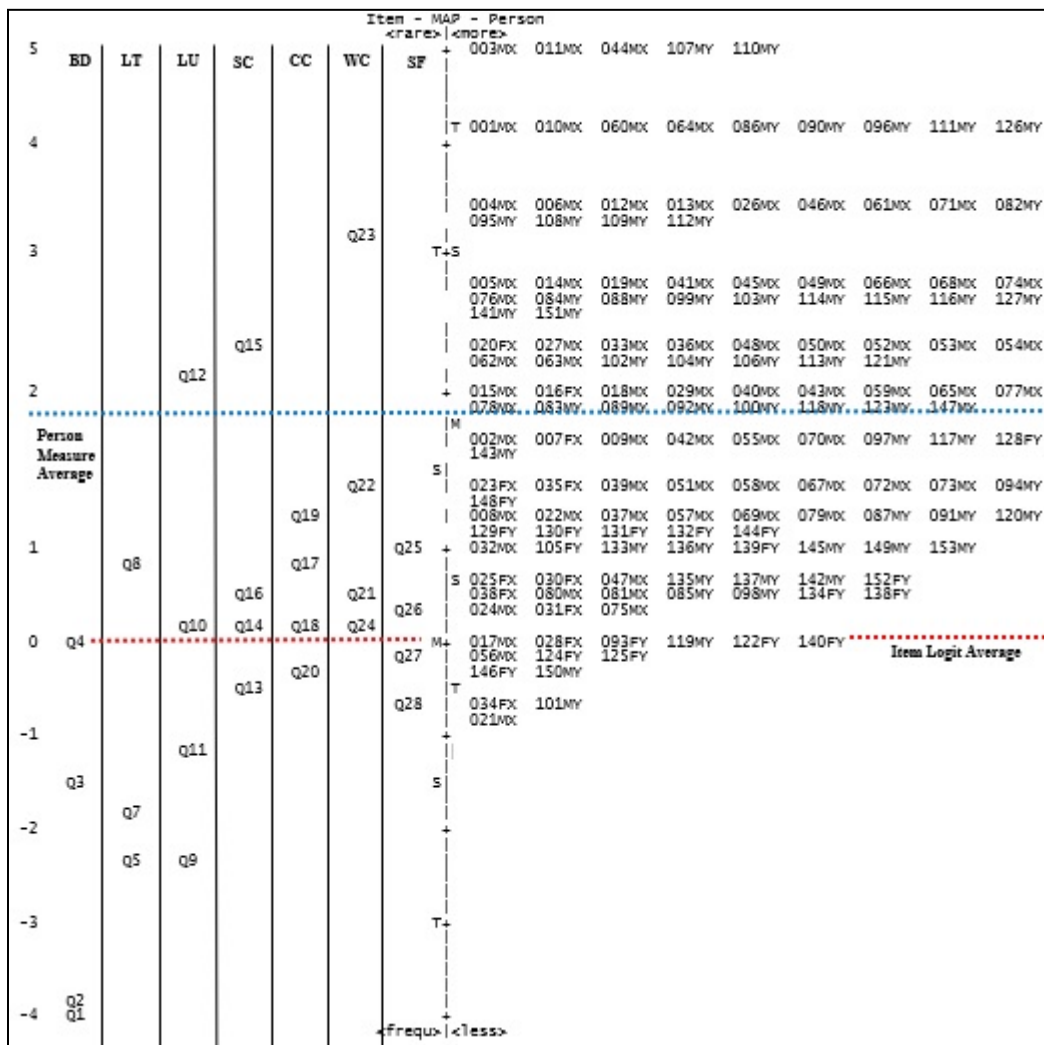 Item - MAP - Person
<rare>|<more>
5 + 003MX 011MX 044MX 107MY 110MY
BD LT LU SC CC WC SF
T 001MX 010MX 060MX 064MX 086MY 090MY 096MY 111MY 126MY
4 +
004MX 006MX 012MX 013MX 026MX 046MX 061MX 071MX 082MY
095MY 108MY 109MY 112MY
Q23
3 T+S
005MX 014MX 019MX 041MX 045MX 049MX 066MX 068MX 074MX
076MX 084MY 088MY 099MY 103MY 114MY 115MY 116MY 127MY
141MY 151MY
Q15 020FX 027MX 033MX 036MX 048MX 050MX 052MX 053MX 054MX
062MX 063MX 102MY 104MY 106MY 113MY 121MY
Q12
2 + 015MX 016FX 018MX 029MX 040MX 043MX 059MX 065MX 077MX
078MX 083MY 089MX 092MY 100MY 118MY 123MY 147MX
M
Person
Measure
Average
002MX 007FX 009MX 042MX 055MX 070MX 097MY 117MY 128FY
143MY
S
Q22 023FX 035FX 039MX 051MX 058MX 067MX 072MX 073MX 094MY
148FY
Q19 008MX 022MX 037MX 057MX 069MX 079MX 087MY 091MY 120MY
129FY 130FY 131FY 132FY 144FY
1 Q25 + 032MX 105FY 133MY 136MY 139FY 145MY 149MY 153MY
Q8 Q17
S 025FX 030FX 047MX 135MY 137MY 142MY 152FY
Q16 Q21 038FX 080MX 081MX 085MY 098MY 134FY 138FY
Q26 024MX 031FX 075MX
Q10 Q14 Q18 Q24
0 Q4 M+ 017MX 028FX 093FY 119MY 122FY 140FY
Q27 056MX 124FY 125FY
Item Logit Average
Q20 146FY 150MY
Q13 T
Q28 034FX 101MY
021MX
-1 +
Q11
Q3 S
Q7
-2 +
Q5 Q9
-3 T+
Q2
-4 Q1 +
<frequ>|<less>